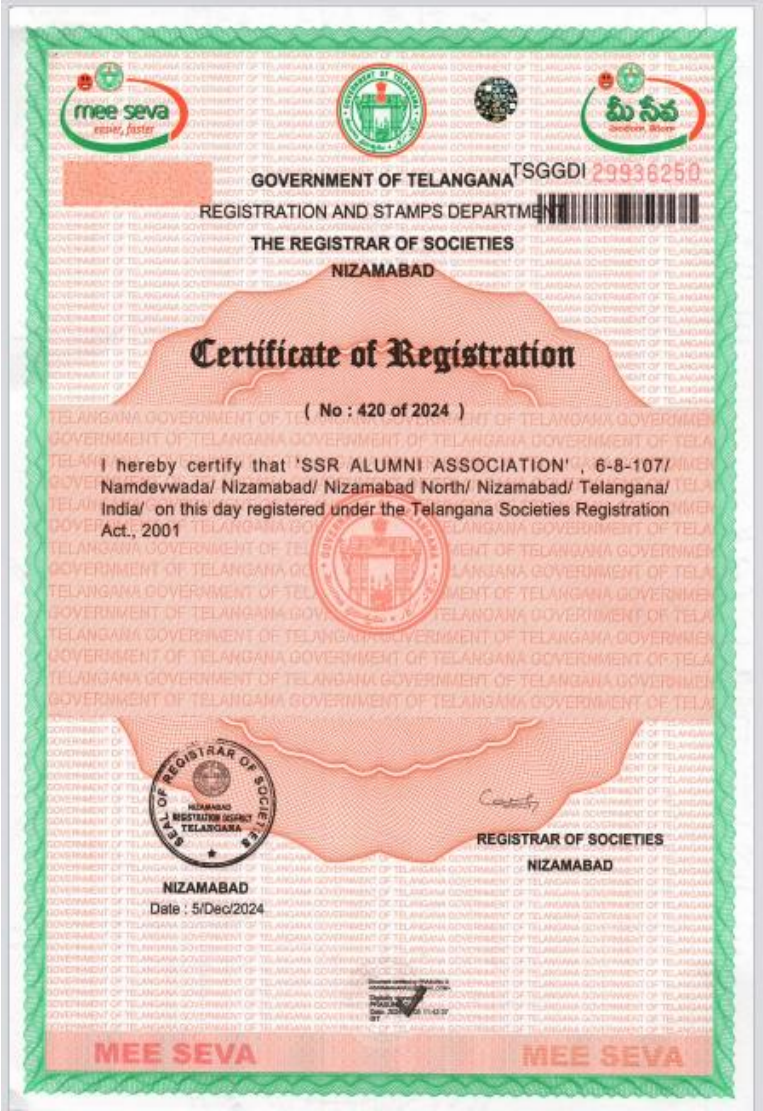 mee seva
easier, faster
GOVERNMENT OF TELANGANA
మీ సేవ
GOVERNMENT OF TELANGANA
TSGGDI 29936250
REGISTRATION AND STAMPS DEPARTMENT
THE REGISTRAR OF SOCIETIES
NIZAMABAD
Certificate of Registration
( No : 420 of 2024 )
I hereby certify that 'SSR ALUMNI ASSOCIATION' , 6-8-107/
Namdevwada/ Nizamabad/ Nizamabad North/ Nizamabad/ Telangana/
India/ on this day registered under the Telangana Societies Registration
Act., 2001
SEAL OF REGISTRAR OF SOCIETIES
NIZAMABAD
REGISTRATION DISTRICT
TELANGANA
REGISTRAR OF SOCIETIES
NIZAMABAD
NIZAMABAD
Date : 5/Dec/2024
MEE SEVA
MEE SEVA